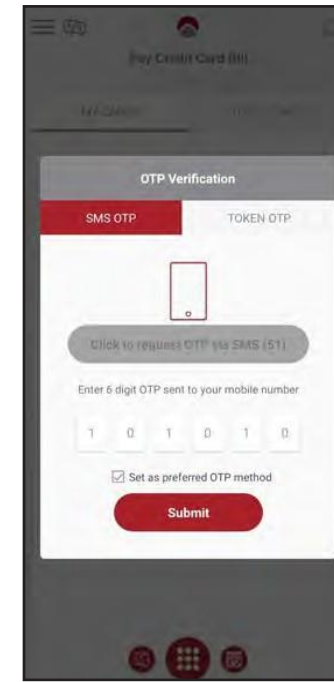 Pay Credit Card Bill
OTP Verification
SMS OTP
TOKEN OTP
Click to request OTP via SMS (51)
Enter 6 digit OTP sent to your mobile number
1 0 1 0 1 0
Set as preferred OTP method
Submit